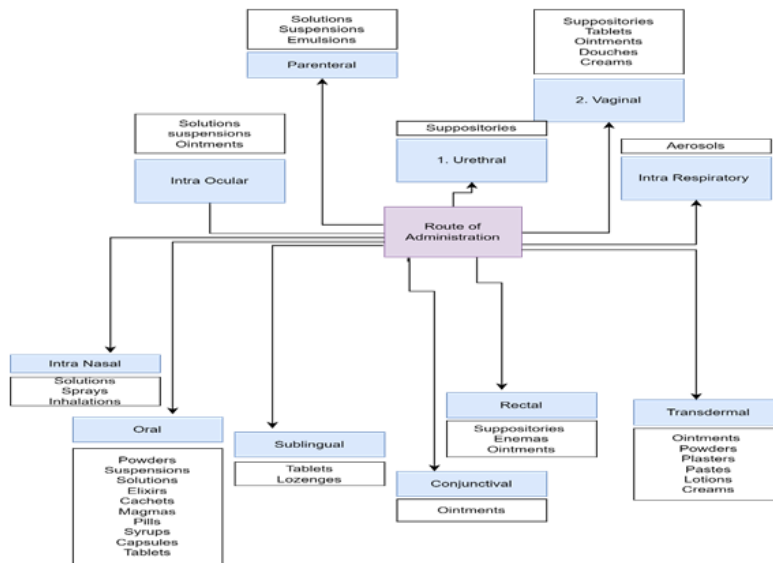 Solutions
Suspensions
Emulsions
Parenteral
Suppositories
Tablets
Ointments
Douches
Creams
2. Vaginal
Solutions
suspensions
Ointments
Intra Ocular
Suppositories
1. Urethral
Aerosols
Intra Respiratory
Route of
Administration
Intra Nasal
Solutions
Sprays
Inhalations
Oral
Powders
Suspensions
Solutions
Elixirs
Cachets
Magmas
Pills
Syrups
Capsules
Tablets
Sublingual
Tablets
Lozenges
Conjunctival
Ointments
Rectal
Suppositories
Enemas
Ointments
Transdermal
Ointments
Powders
Plasters
Pastes
Lotions
Creams